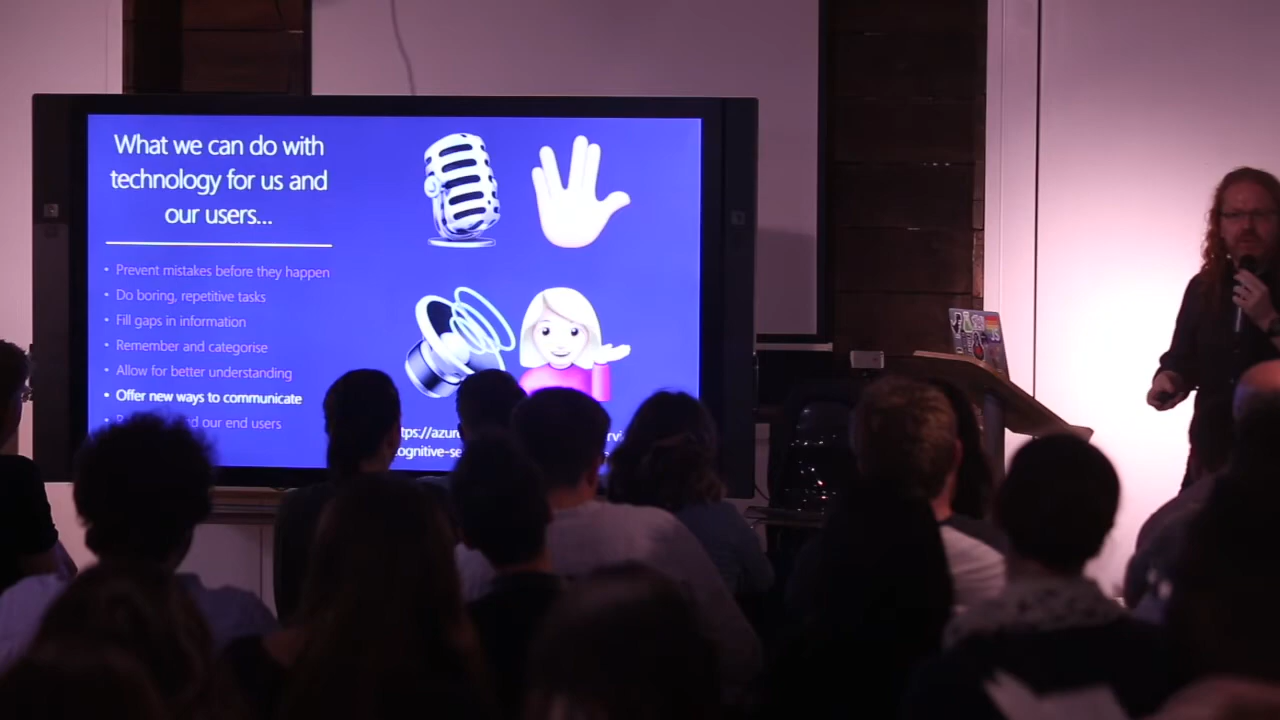 What we can do with
technology for us and
our users...
• Prevent mistakes before they happen
• Do boring, repetitive tasks
• Fill gaps in information
• Remember and categorise
• Allow for better understanding
• Offer new ways to communicate
our end users